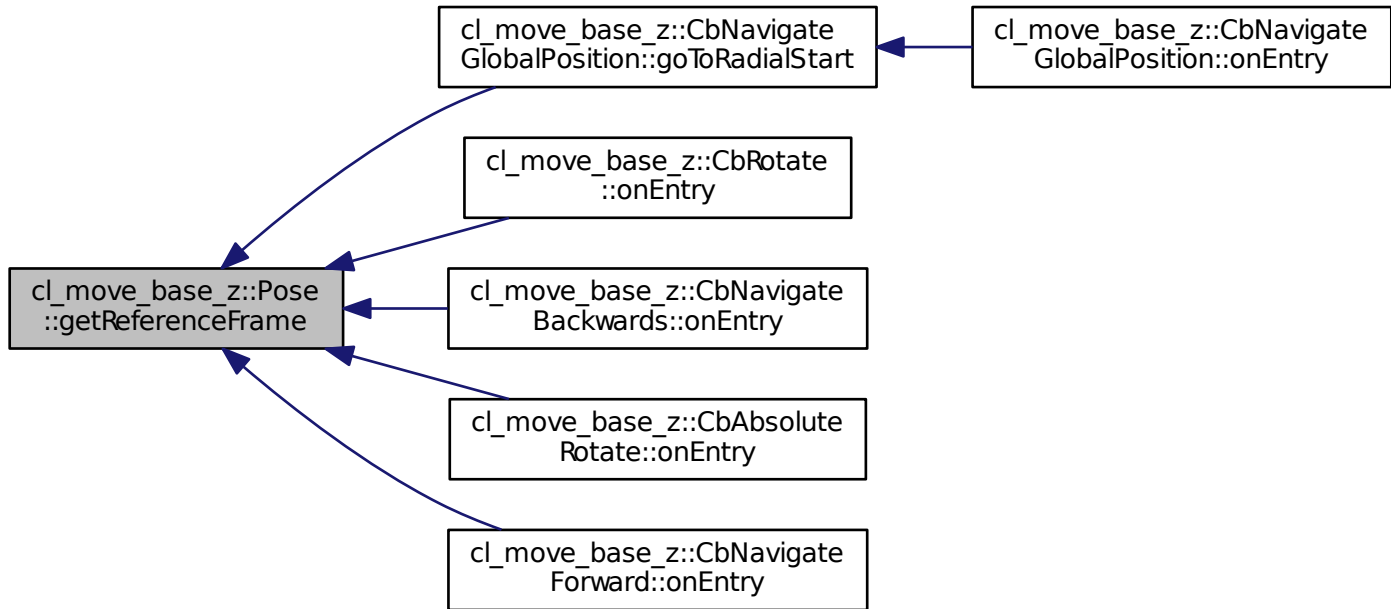 cl_move_base_z::CbNavigate
GlobalPosition::goToRadialStart
cl_move_base_z::CbNavigate
GlobalPosition::onEntry
cl_move_base_z::CbRotate
::onEntry
cl_move_base_z::Pose
::getReferenceFrame
cl_move_base_z::CbNavigate
Backwards::onEntry
cl_move_base_z::CbAbsolute
Rotate::onEntry
cl_move_base_z::CbNavigate
Forward::onEntry